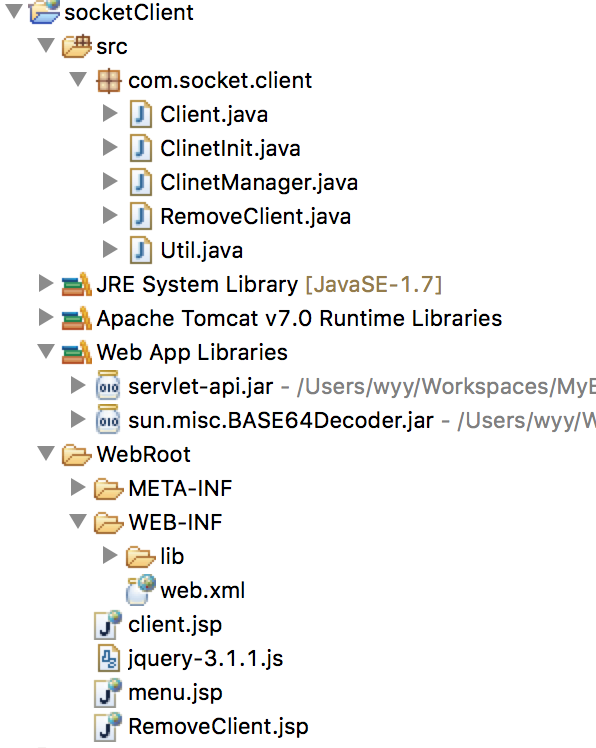 socketClient
src
com.socket.client
Client.java
ClinetInit.java
ClinetManager.java
RemoveClient.java
Util.java
JRE System Library [JavaSE-1.7]
Apache Tomcat v7.0 Runtime Libraries
Web App Libraries
servlet-api.jar - /Users/wyy/Workspaces/MyE
sun.misc.BASE64Decoder.jar - /Users/wyy/W
WebRoot
META-INF
WEB-INF
lib
web.xml
client.jsp
jquery-3.1.1.js
menu.jsp
RemoveClient.jsp